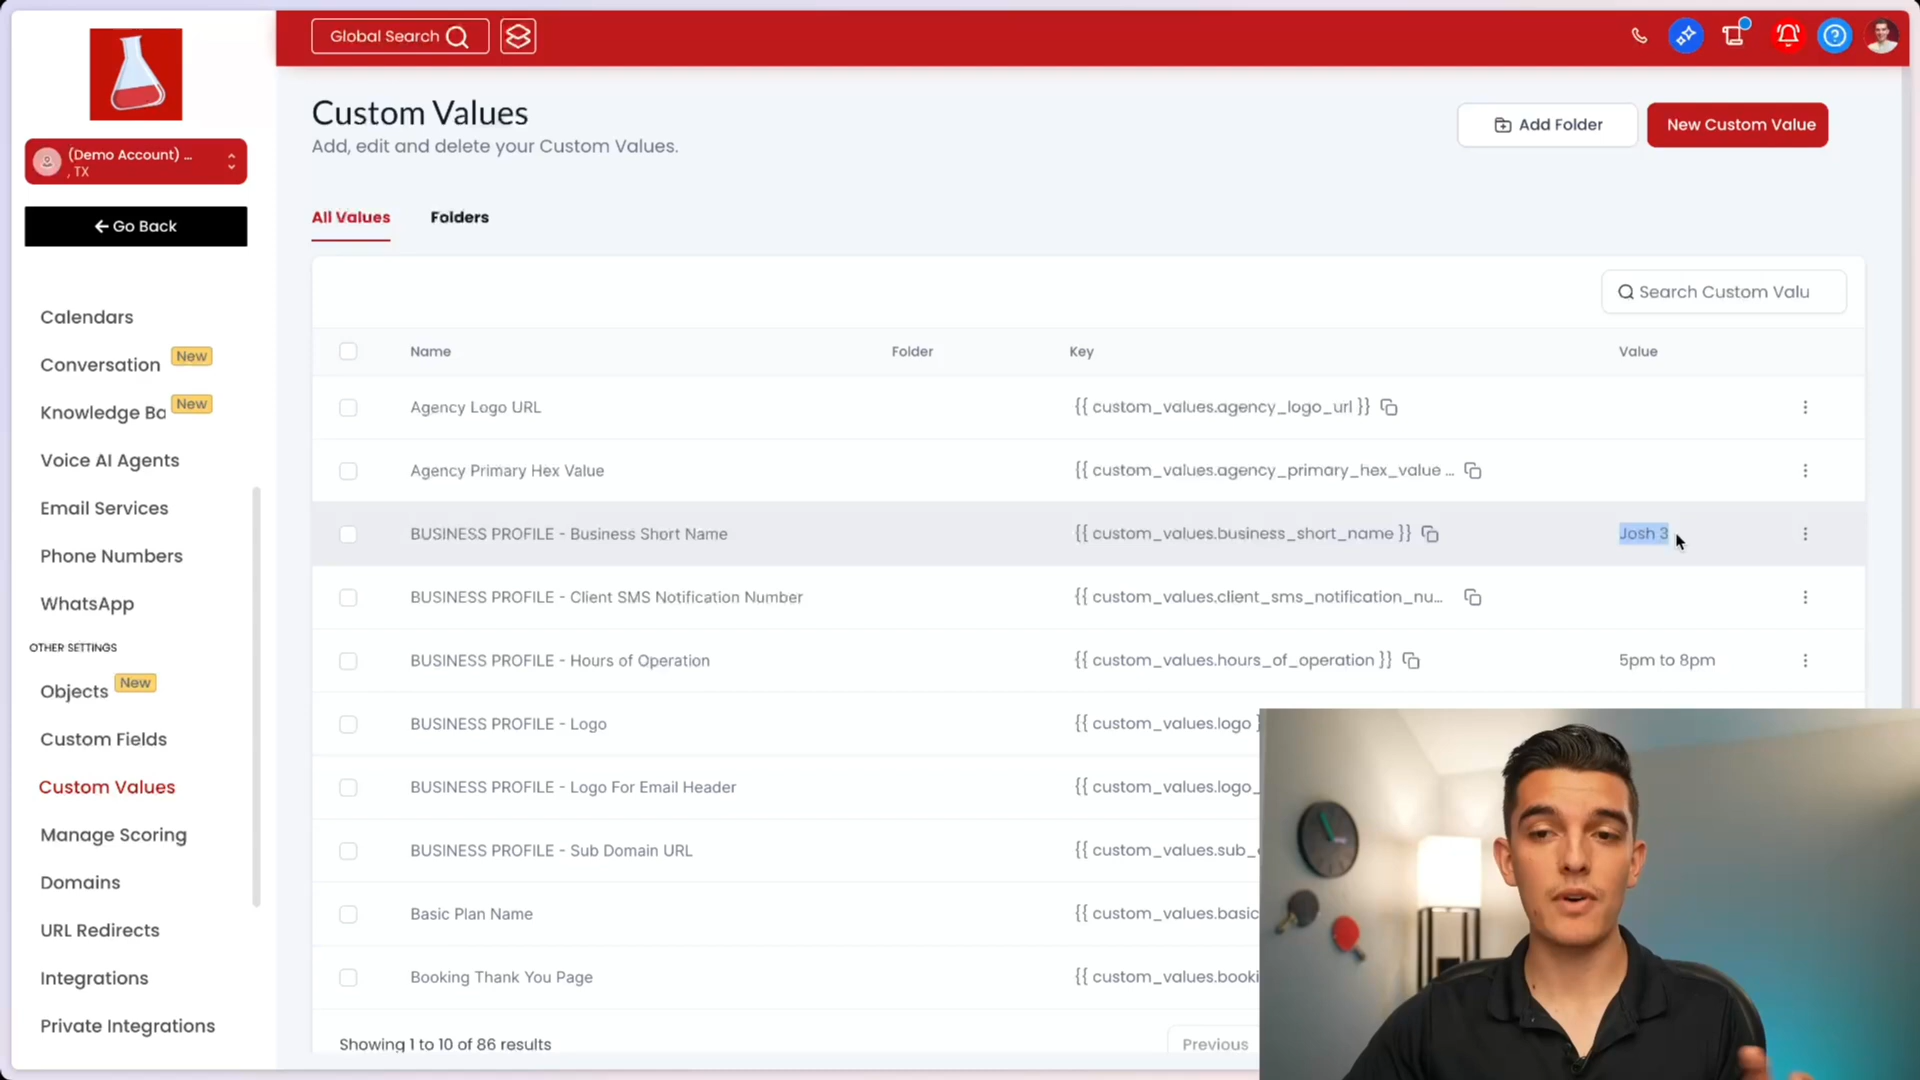 Global Search
(Demo Account) ...
, TX
Go Back
Calendars
Conversation New
Knowledge Ba New
Voice AI Agents
Email Services
Phone Numbers
WhatsApp
OTHER SETTINGS
Objects New
Custom Fields
Custom Values
Manage Scoring
Domains
URL Redirects
Integrations
Private Integrations
Custom Values
Add, edit and delete your Custom Values.
Add Folder
New Custom Value
All Values Folders
Search Custom Valu
Name Folder Key Value
Agency Logo URL {{ custom_values.agency_logo_url }}
Agency Primary Hex Value {{ custom_values.agency_primary_hex_value ...
BUSINESS PROFILE - Business Short Name {{ custom_values.business_short_name }} Josh 3
BUSINESS PROFILE - Client SMS Notification Number {{ custom_values.client_sms_notification_nu...
BUSINESS PROFILE - Hours of Operation {{ custom_values.hours_of_operation }} 5pm to 8pm
BUSINESS PROFILE - Logo {{ custom_values.logo }
BUSINESS PROFILE - Logo For Email Header {{ custom_values.logo_
BUSINESS PROFILE - Sub Domain URL {{ custom_values.sub_
Basic Plan Name {{ custom_values.basic
Booking Thank You Page {{ custom_values.booki
Showing 1 to 10 of 86 results
Previous